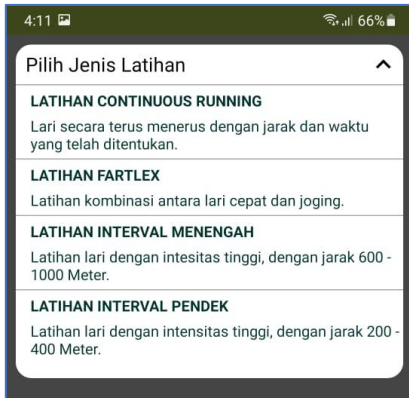 4:11 66%
Pilih Jenis Latihan
LATIHAN CONTINUOUS RUNNING
Lari secara terus menerus dengan jarak dan waktu
yang telah ditentukan.
LATIHAN FARTLEX
Latihan kombinasi antara lari cepat dan joging.
LATIHAN INTERVAL MENENGAH
Latihan lari dengan intesitas tinggi, dengan jarak 600 -
1000 Meter.
LATIHAN INTERVAL PENDEK
Latihan lari dengan intensitas tinggi, dengan jarak 200 -
400 Meter.